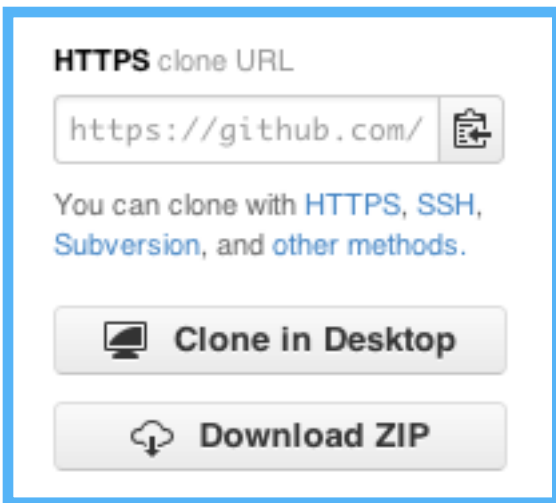 HTTPS clone URL
https://github.com/
You can clone with HTTPS, SSH,
Subversion, and other methods.
Clone in Desktop
Download ZIP